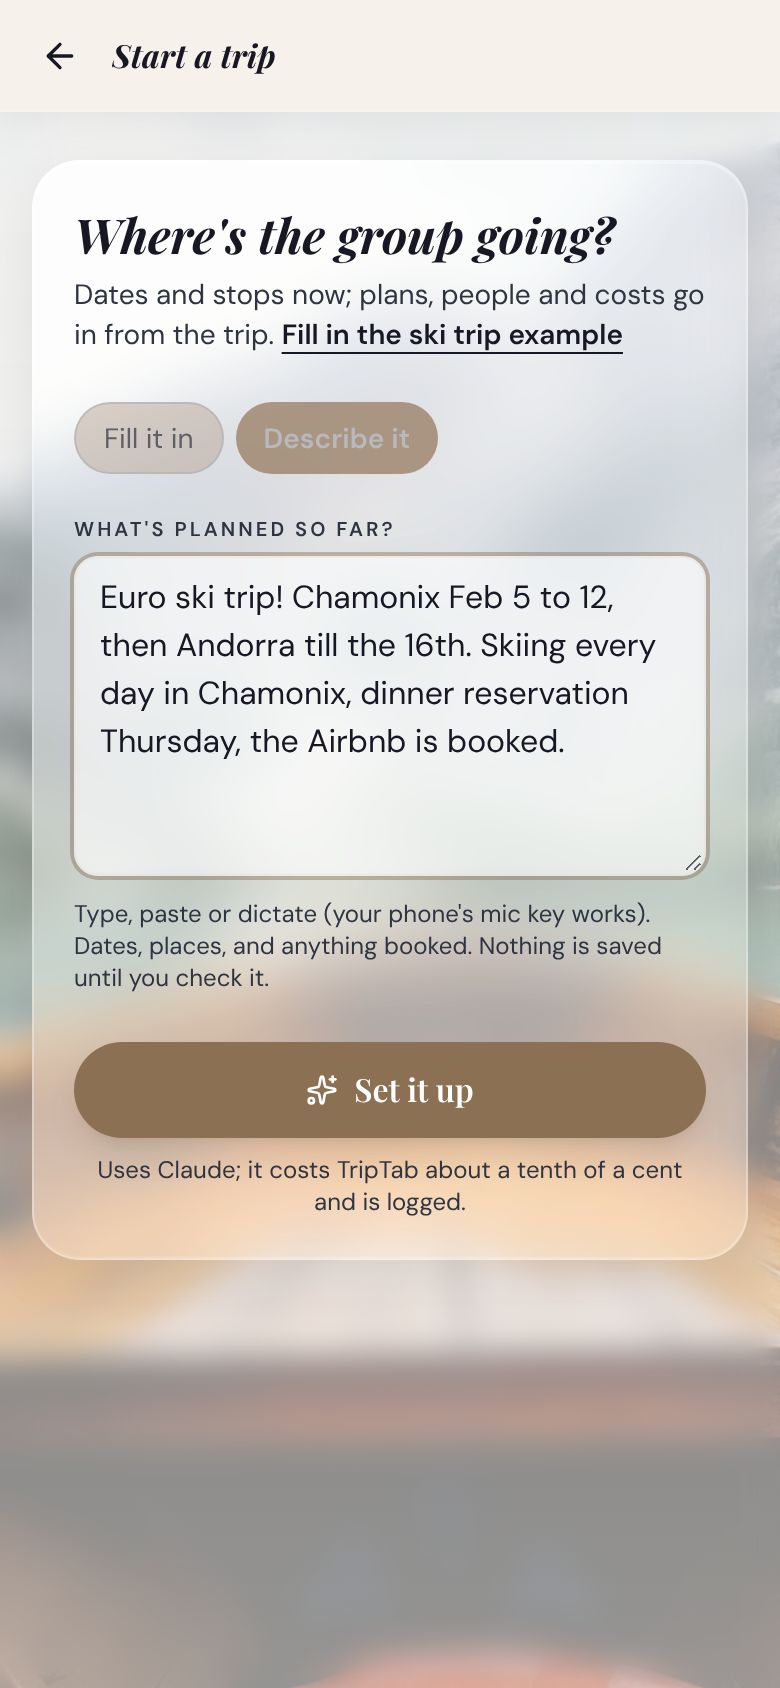 Start a trip
Where's the group going?
Dates and stops now; plans, people and costs go
in from the trip. Fill in the ski trip example
Fill it in
Describe it
WHAT'S PLANNED SO FAR?
Euro ski trip! Chamonix Feb 5 to 12,
then Andorra till the 16th. Skiing every
day in Chamonix, dinner reservation
Thursday, the Airbnb is booked.
Type, paste or dictate (your phone's mic key works).
Dates, places, and anything booked. Nothing is saved
until you check it.
Set it up
Uses Claude; it costs TripTab about a tenth of a cent
and is logged.